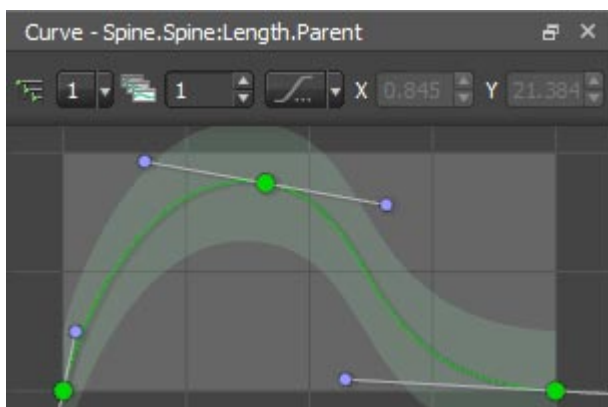 Curve - Spine.Spine:Length.Parent
1 1 ... X 0.845 Y 21.384